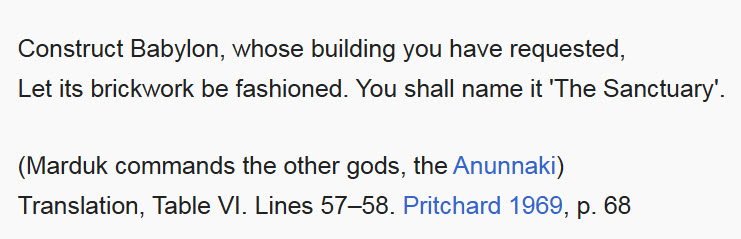 Construct Babylon, whose building you have requested,
Let its brickwork be fashioned. You shall name it 'The Sanctuary'.
(Marduk commands the other gods, the Anunnaki)
Translation, Table VI. Lines 57–58. Pritchard 1969, p. 68